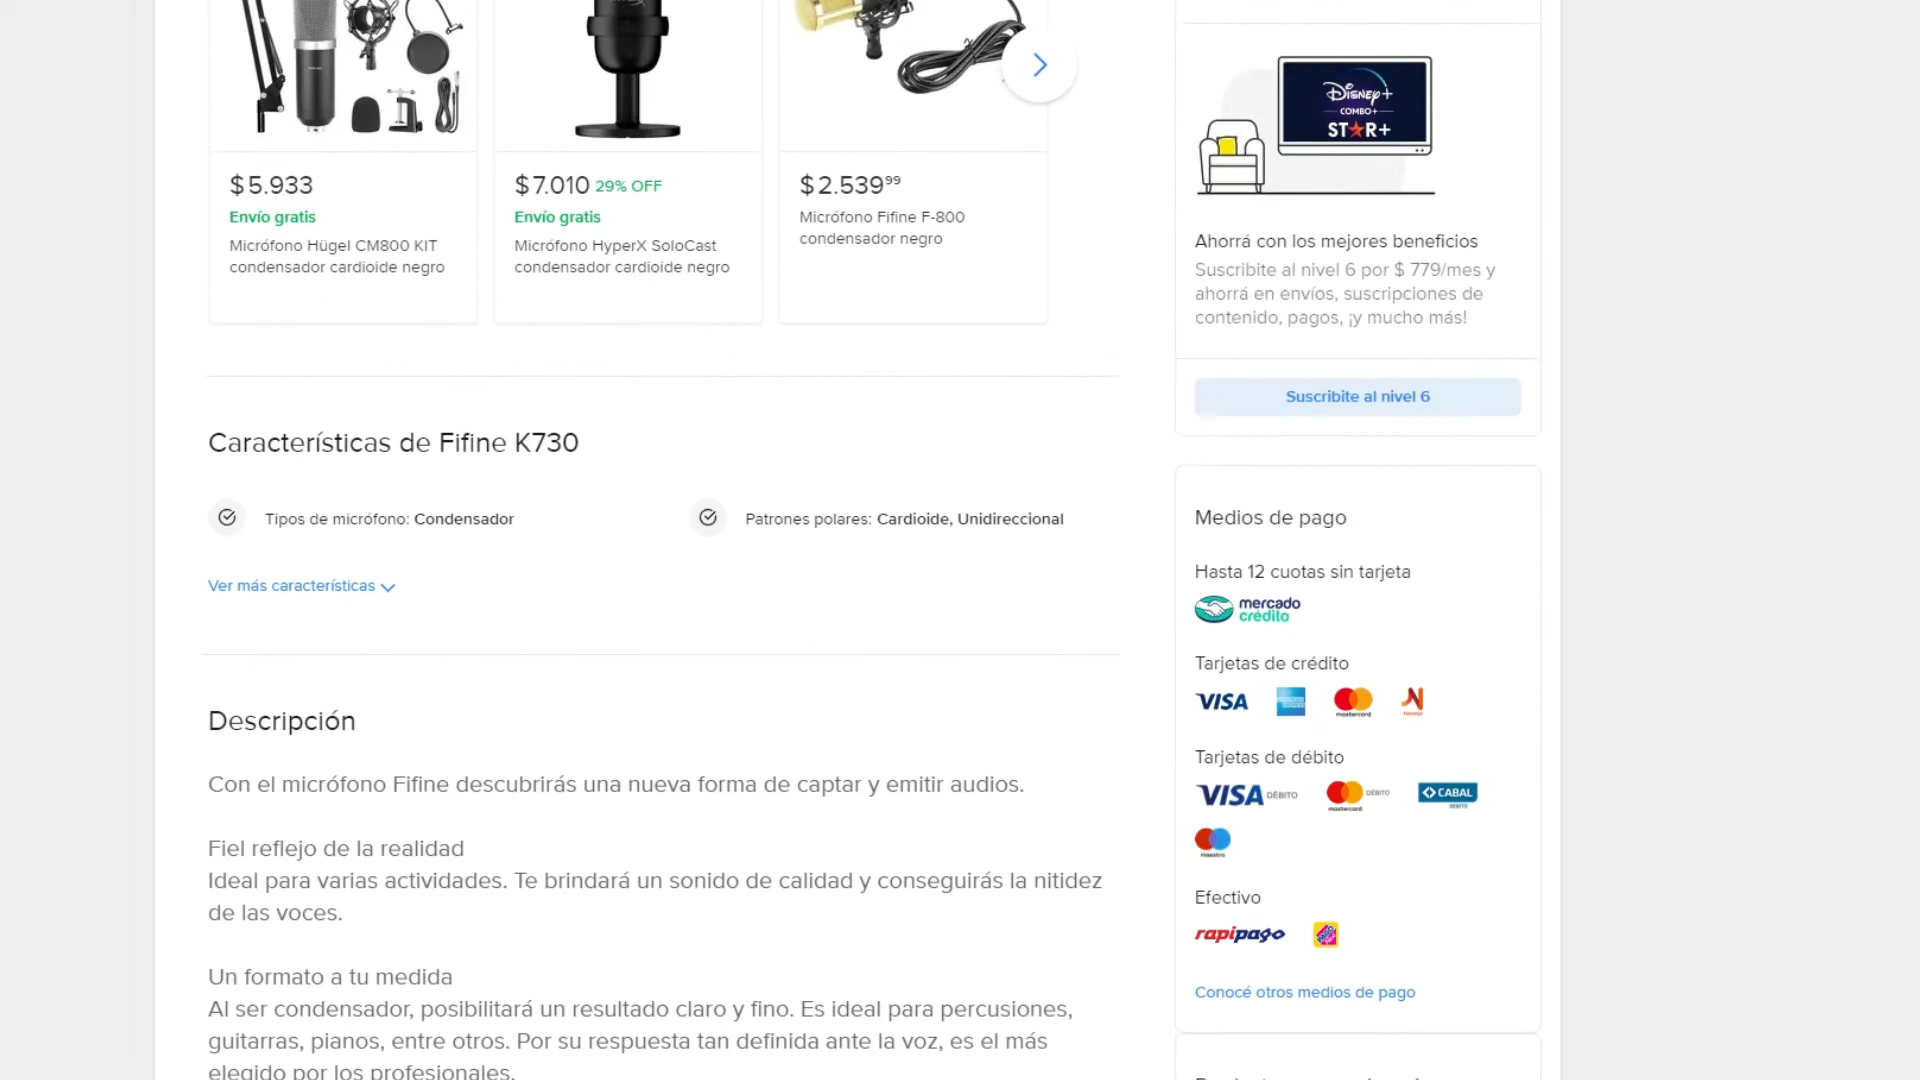 $ 5.933
Envío gratis
Micrófono Hügel CM800 KIT
condensador cardioide negro
$ 7.010 29% OFF
Envío gratis
Micrófono HyperX SoloCast
condensador cardioide negro
$ 2.539⁹⁹
Micrófono Fifine F-800
condensador negro
Características de Fifine K730
Tipos de micrófono: Condensador
Patrones polares: Cardioide, Unidireccional
Ver más características
Descripción
Con el micrófono Fifine descubrirás una nueva forma de captar y emitir audios.
Fiel reflejo de la realidad
Ideal para varias actividades. Te brindará un sonido de calidad y conseguirás la nitidez
de las voces.
Un formato a tu medida
Al ser condensador, posibilitará un resultado claro y fino. Es ideal para percusiones,
guitarras, pianos, entre otros. Por su respuesta tan definida ante la voz, es el más
elegido por los profesionales.
Disney+
COMBO+
STAR+
Ahorrá con los mejores beneficios
Suscribite al nivel 6 por $ 779/mes y
ahorrá en envíos, suscripciones de
contenido, pagos, ¡y mucho más!
Suscribite al nivel 6
Medios de pago
Hasta 12 cuotas sin tarjeta
mercado
crédito
Tarjetas de crédito
VISA
mastercard
Tarjetas de débito
VISA DÉBITO
mastercard DÉBITO
CABAL
DEBITO
maestro
Efectivo
rapipago
Conocé otros medios de pago